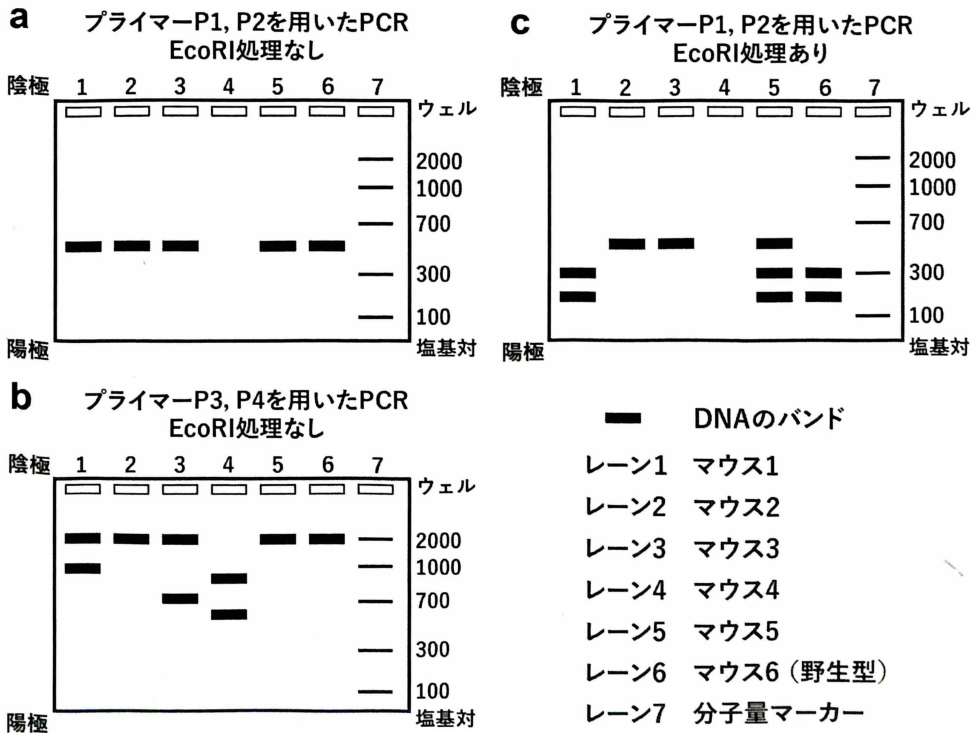 a
プライマーP1, P2を用いたPCR
EcoRI処理なし
陰極 1 2 3 4 5 6 7
ウェル
2000
1000
700
300
100
陽極 塩基対
c
プライマーP1, P2を用いたPCR
EcoRI処理あり
陰極 1 2 3 4 5 6 7
ウェル
2000
1000
700
300
100
陽極 塩基対
b
プライマーP3, P4を用いたPCR
EcoRI処理なし
陰極 1 2 3 4 5 6 7
ウェル
2000
1000
700
300
100
陽極 塩基対
DNAのバンド
レーン1 マウス1
レーン2 マウス2
レーン3 マウス3
レーン4 マウス4
レーン5 マウス5
レーン6 マウス6（野生型）
レーン7 分子量マーカー